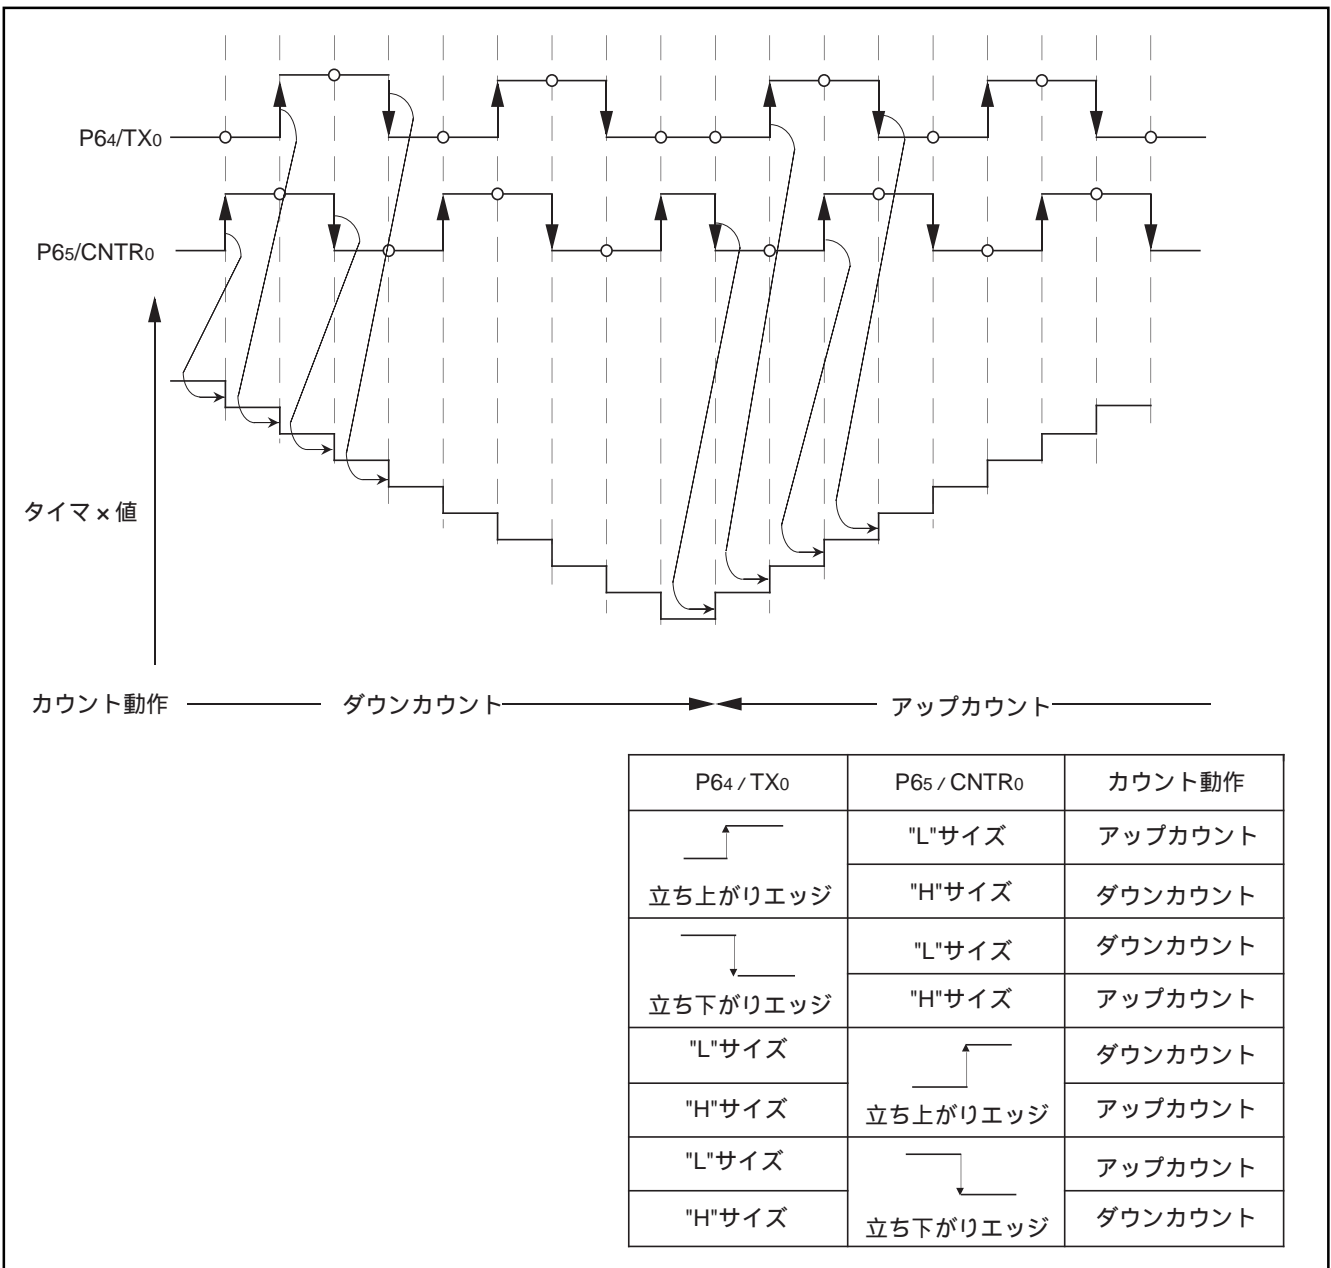 P64/TX0
P65/CNTR0
タイマ×値
カウント動作 ダウンカウント アップカウント
P64/TX0 P65/CNTR0 カウント動作
"L"サイズ アップカウント
立ち上がりエッジ "H"サイズ ダウンカウント
"L"サイズ ダウンカウント
立ち下がりエッジ "H"サイズ アップカウント
"L"サイズ ダウンカウント
"H"サイズ 立ち上がりエッジ アップカウント
"L"サイズ アップカウント
"H"サイズ 立ち下がりエッジ ダウンカウント